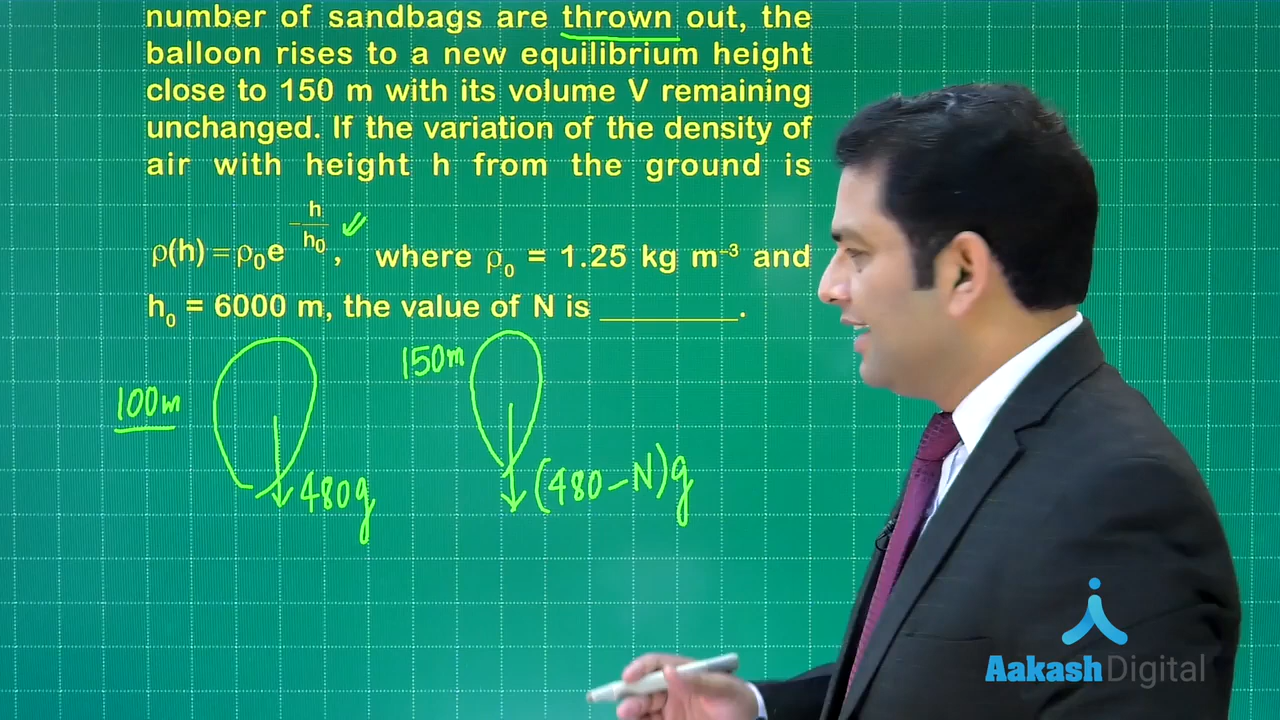 number of sandbags are thrown out, the
balloon rises to a new equilibrium height
close to 150 m with its volume V remaining
unchanged. If the variation of the density of
air with height h from the ground is
ρ(h) = ρ₀e^(-h/h₀), where ρ₀ = 1.25 kg m⁻³ and
h₀ = 6000 m, the value of N is ________.
100m
480g
150m
(480-N)g
Aakash Digital